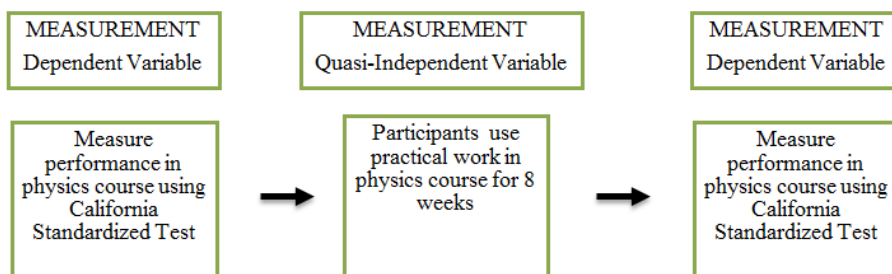 MEASUREMENT
Dependent Variable
MEASUREMENT
Quasi-Independent Variable
MEASUREMENT
Dependent Variable
Measure
performance in
physics course using
California
Standardized Test
Participants use
practical work in
physics course for 8
weeks
Measure
performance in
physics course using
California
Standardized Test